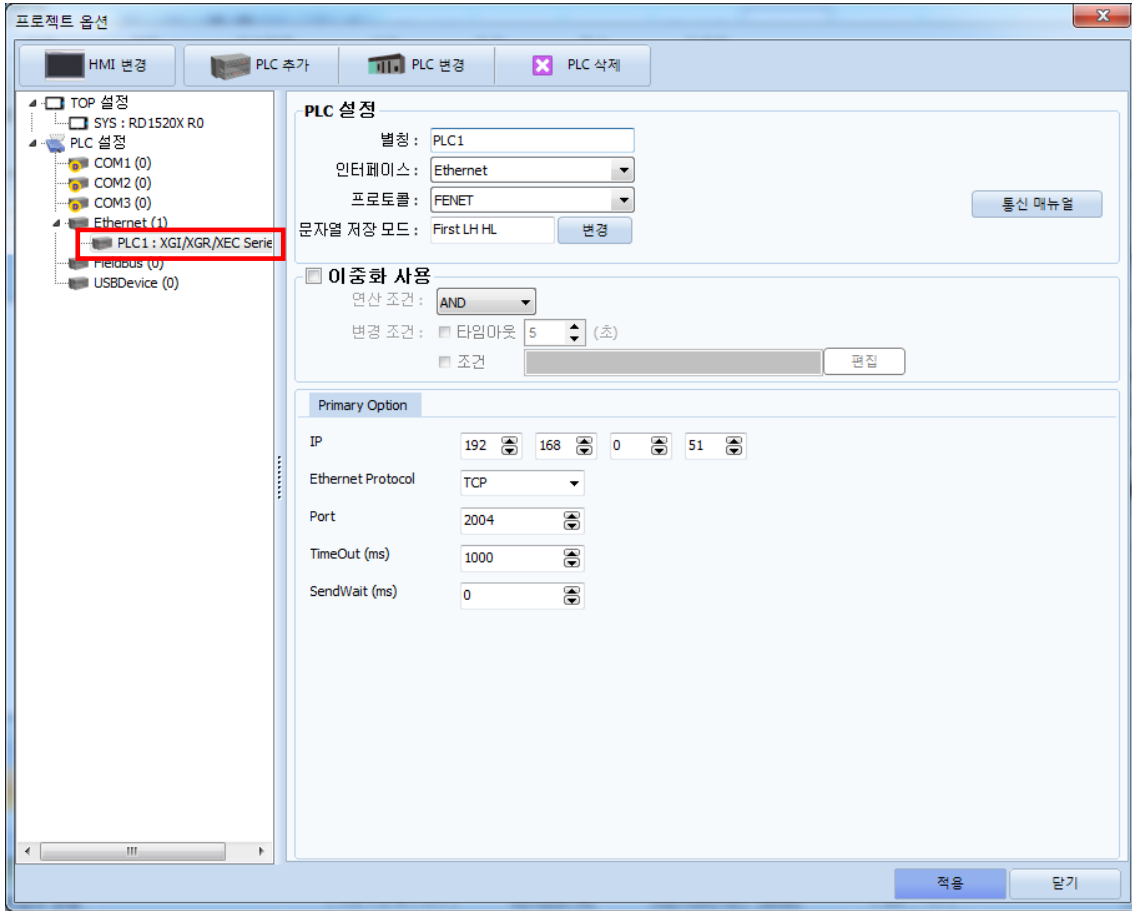 프로젝트 옵션
HMI 변경
PLC 추가
PLC 변경
PLC 삭제
TOP 설정
SYS : RD1520X R0
PLC 설정
COM1 (0)
COM2 (0)
COM3 (0)
Ethernet (1)
PLC1 : XGI/XGR/XEC Serie
FieldBus (0)
USBDevice (0)
PLC 설정
별칭 : PLC1
인터페이스 : Ethernet
프로토콜 : FENET
통신 매뉴얼
문자열 저장 모드 : First LH HL 변경
이중화 사용
연산 조건 : AND
변경 조건 : 타임아웃 5 (초)
조건 편집
Primary Option
IP 192 168 0 51
Ethernet Protocol TCP
Port 2004
TimeOut (ms) 1000
SendWait (ms) 0
적용 닫기